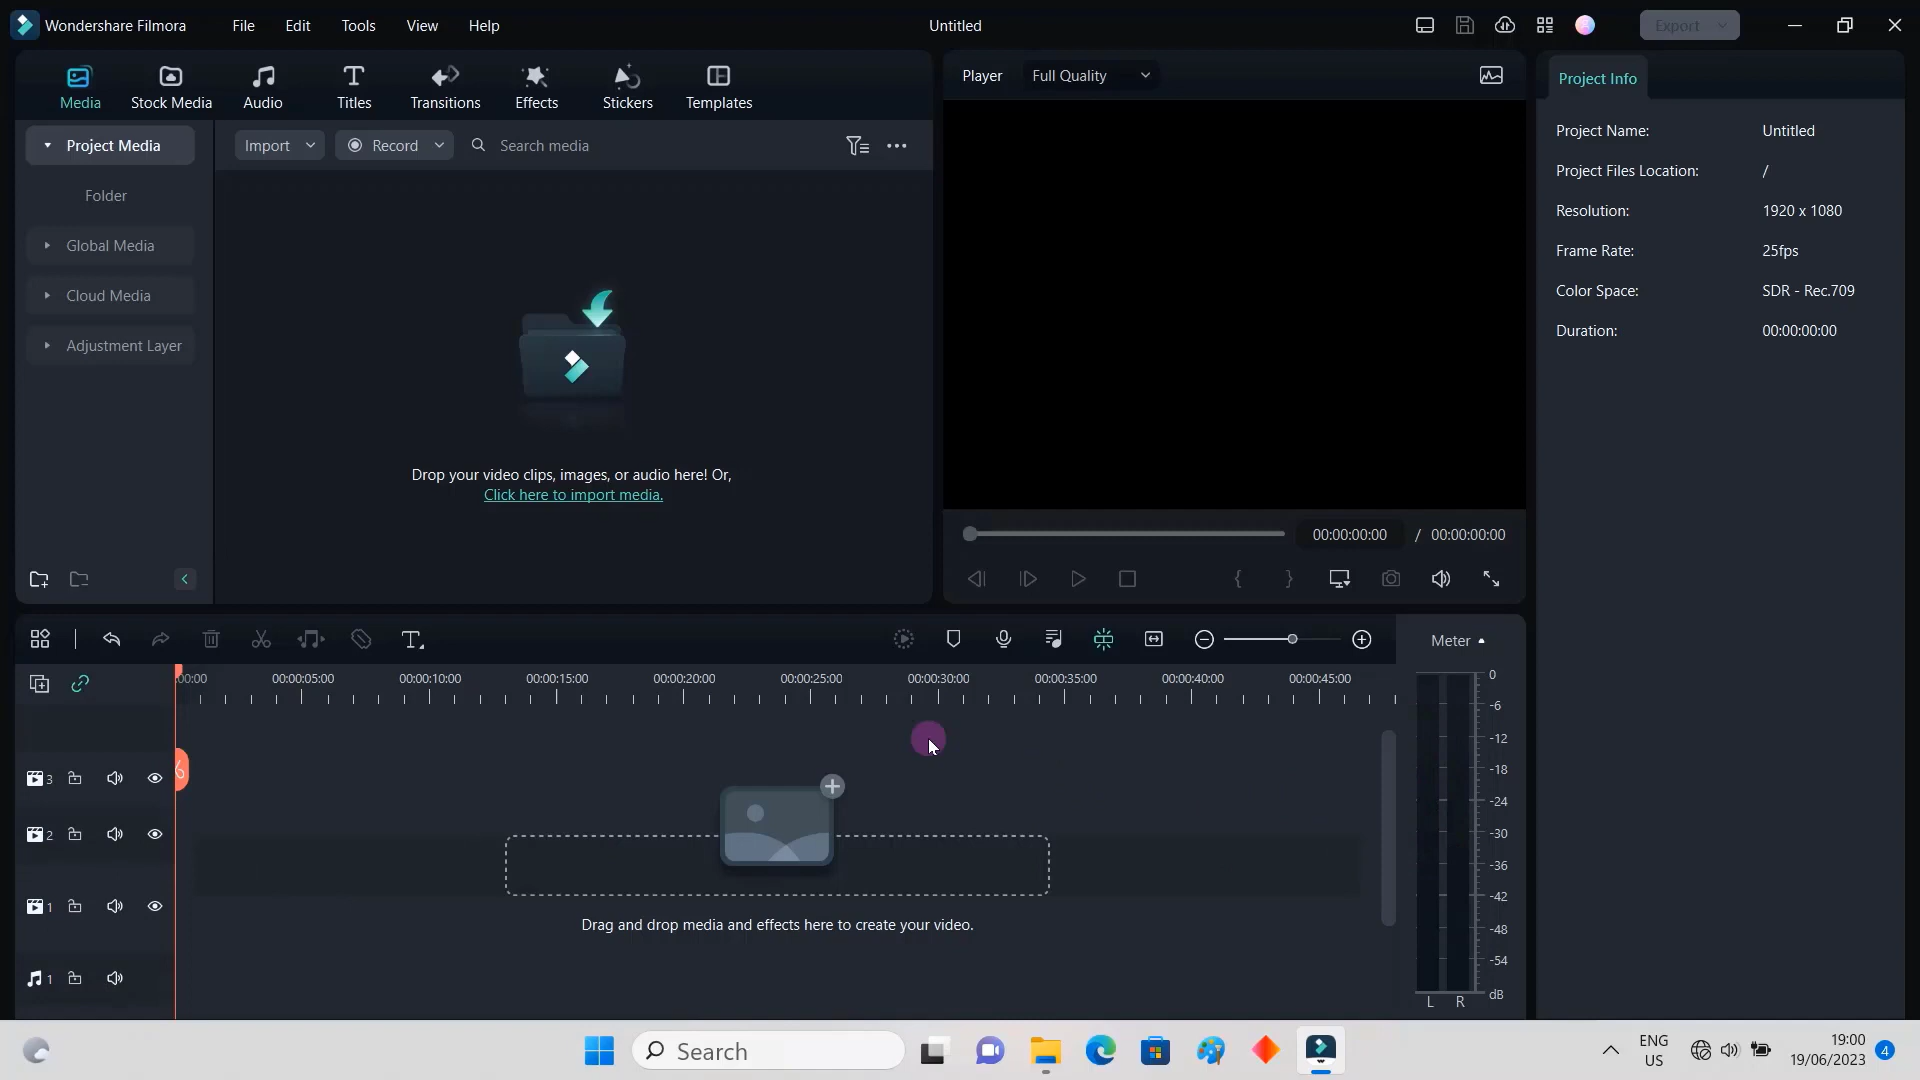 Wondershare Filmora File Edit Tools View Help Untitled Export
Media Stock Media Audio Titles Transitions Effects Stickers Templates
Player Full Quality
Project Info
Project Media
Import Record Search media
Folder
Global Media
Cloud Media
Adjustment Layer
Drop your video clips, images, or audio here! Or,
Click here to import media.
Project Name: Untitled
Project Files Location: /
Resolution: 1920 x 1080
Frame Rate: 25fps
Color Space: SDR - Rec.709
Duration: 00:00:00:00
00:00:00:00 / 00:00:00:00
Meter
:00:00 00:00:05:00 00:00:10:00 00:00:15:00 00:00:20:00 00:00:25:00 00:00:30:00 00:00:35:00 00:00:40:00 00:00:45:00
3
2
1
1
Drag and drop media and effects here to create your video.
0
-6
-12
-18
-24
-30
-36
-42
-48
-54
dB
L R
Search
ENG
US
19:00
19/06/2023
4